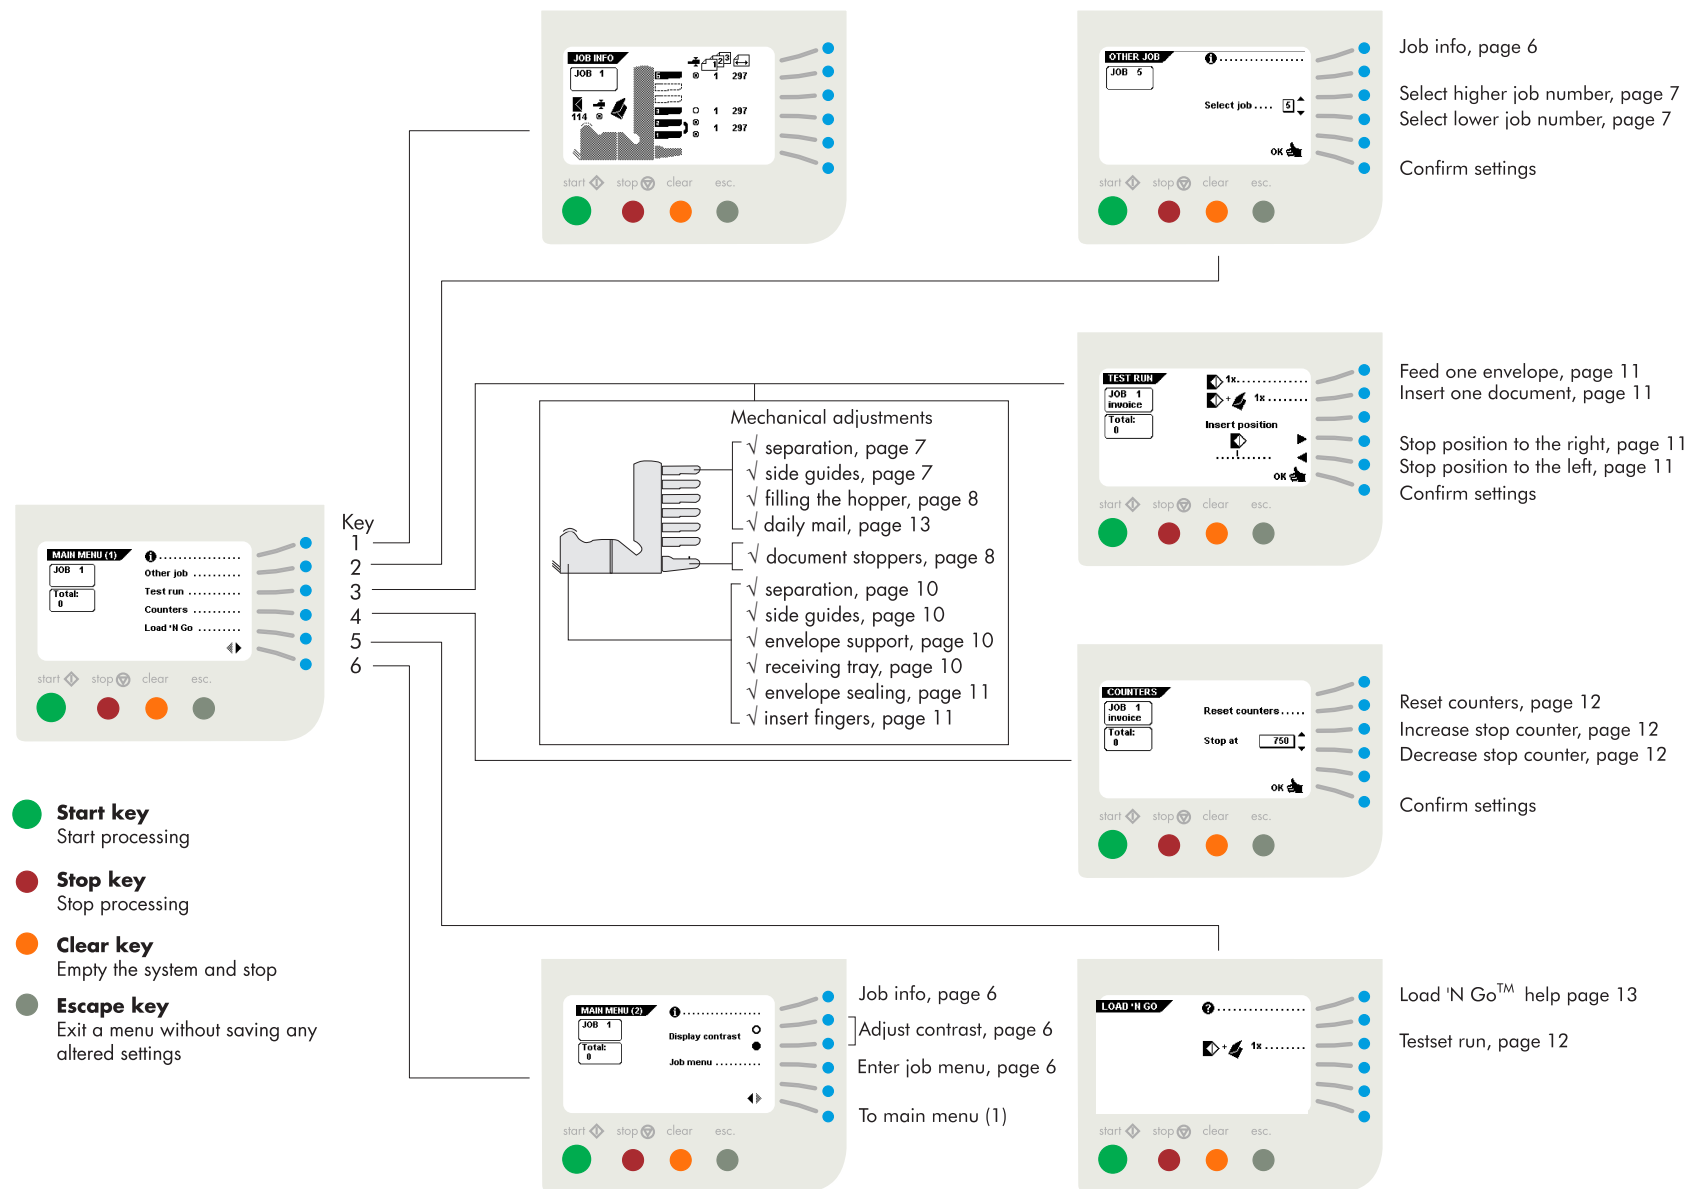 JOB INFO
JOB 1
1 2 3
5 1 297
114
3 1 297
2
1 1 297
start stop clear esc.
OTHER JOB
JOB 5
Select job .... 5
OK
start stop clear esc.
Job info, page 6
Select higher job number, page 7
Select lower job number, page 7
Confirm settings
TEST RUN
JOB 1
invoice
Total:
0
1x
+ 1x
Insert position
OK
start stop clear esc.
Feed one envelope, page 11
Insert one document, page 11
Stop position to the right, page 11
Stop position to the left, page 11
Confirm settings
Mechanical adjustments
√ separation, page 7
√ side guides, page 7
√ filling the hopper, page 8
√ daily mail, page 13
√ document stoppers, page 8
√ separation, page 10
√ side guides, page 10
√ envelope support, page 10
√ receiving tray, page 10
√ envelope sealing, page 11
√ insert fingers, page 11
MAIN MENU (1)
JOB 1
Total:
0
i ................
Other job .........
Test run ..........
Counters .........
Load 'N Go ........
start stop clear esc.
Key
1
2
3
4
5
6
COUNTERS
JOB 1
invoice
Total:
0
Reset counters .....
Stop at 750
OK
start stop clear esc.
Reset counters, page 12
Increase stop counter, page 12
Decrease stop counter, page 12
Confirm settings
Start key
Start processing
Stop key
Stop processing
Clear key
Empty the system and stop
Escape key
Exit a menu without saving any
altered settings
MAIN MENU (2)
JOB 1
Total:
0
Display contrast
Job menu ..........
start stop clear esc.
Job info, page 6
Adjust contrast, page 6
Enter job menu, page 6
To main menu (1)
LOAD 'N GO
? ..................
+ 1x ........
start stop clear esc.
Load 'N Go™ help page 13
Testset run, page 12